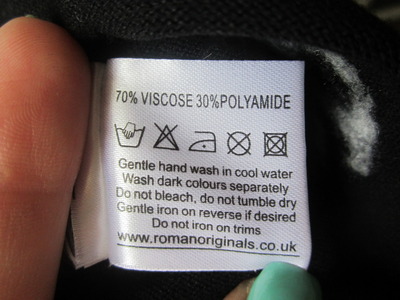 70% VISCOSE 30%POLYAMIDE
Gentle hand wash in cool water
Wash dark colours separately
Do not bleach, do not tumble dry
Gentle iron on reverse if desired
Do not iron on trims
www.romanoriginals.co.uk